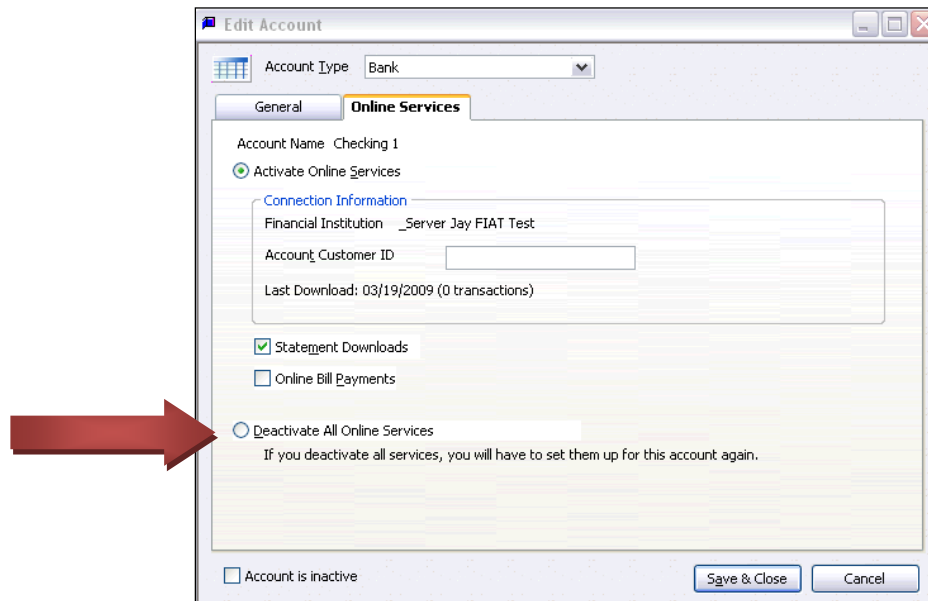 Edit Account
Account Type Bank
General Online Services
Account Name Checking 1
Activate Online Services
Connection Information
Financial Institution _Server Jay FIAT Test
Account Customer ID
Last Download: 03/19/2009 (0 transactions)
Statement Downloads
Online Bill Payments
Deactivate All Online Services
If you deactivate all services, you will have to set them up for this account again.
Account is inactive
Save & Close Cancel